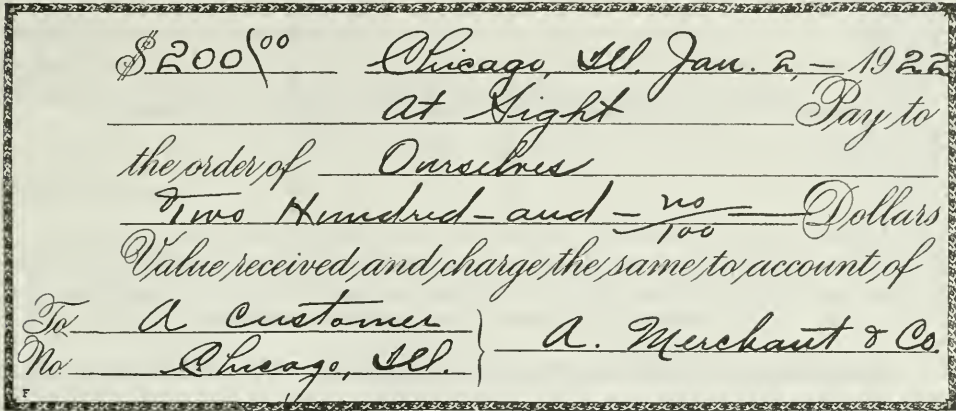 $200/00 Chicago, Ill. Jan. 2, - 1922
At Sight Pay to
the order of Ourselves
Two Hundred - and - no/100 Dollars
Value received and charge the same to account of
To A Customer
No. Chicago, Ill. } A. Merchant & Co.
F